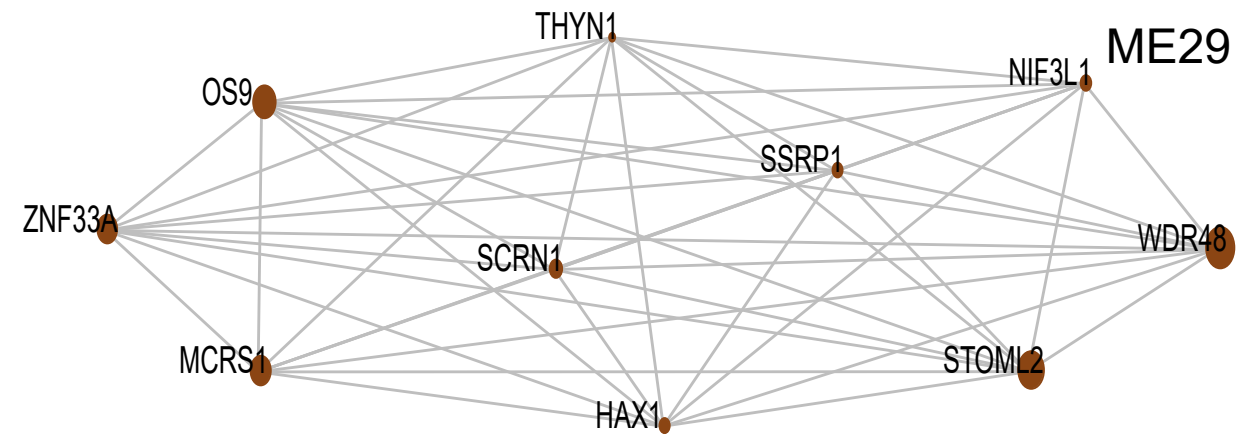 THYN1
ME29
NIF3L1
OS9
SSRP1
ZNF33A
WDR48
SCRN1
MCRS1
STOML2
HAX1